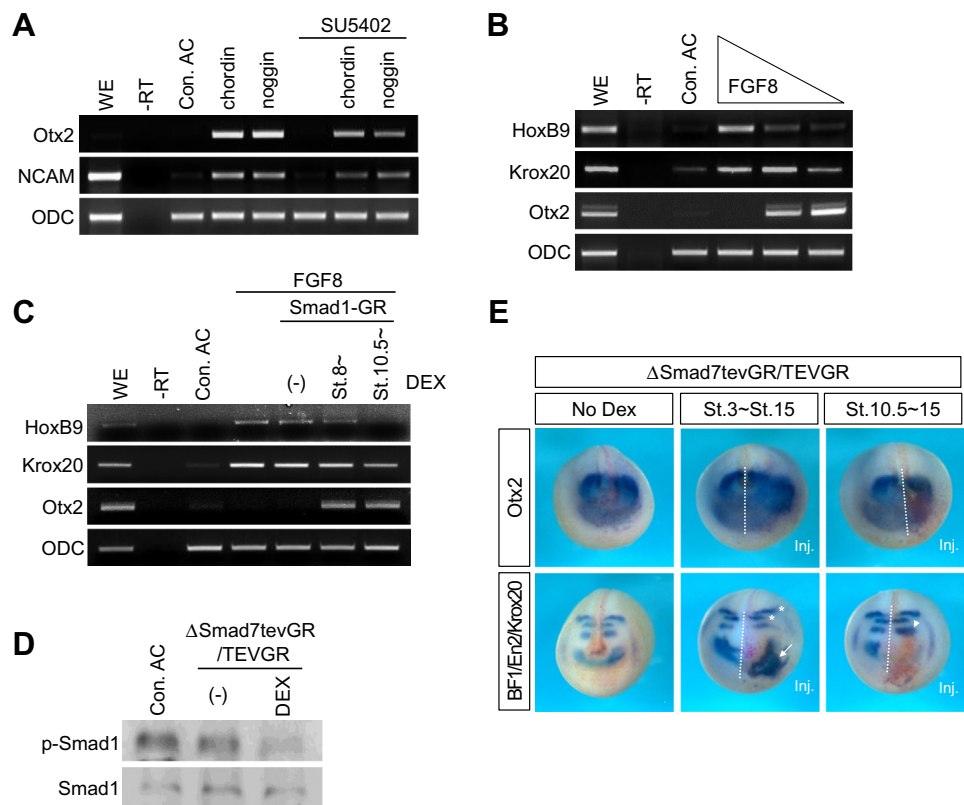 A
SU5402
WE
-RT
Con. AC
chordin
noggin
chordin
noggin
Otx2
NCAM
ODC
B
WE
-RT
Con. AC
FGF8
HoxB9
Krox20
Otx2
ODC
C
FGF8
Smad1-GR
WE
-RT
Con. AC
(-)
St.8~
St.10.5~
DEX
HoxB9
Krox20
Otx2
ODC
D
ΔSmad7tevGR
/TEVGR
Con. AC
(-)
DEX
p-Smad1
Smad1
E
ΔSmad7tevGR/TEVGR
No Dex
St.3~St.15
St.10.5~15
Otx2
Inj.
Inj.
BF1/En2/Krox20
*
*
Inj.
Inj.